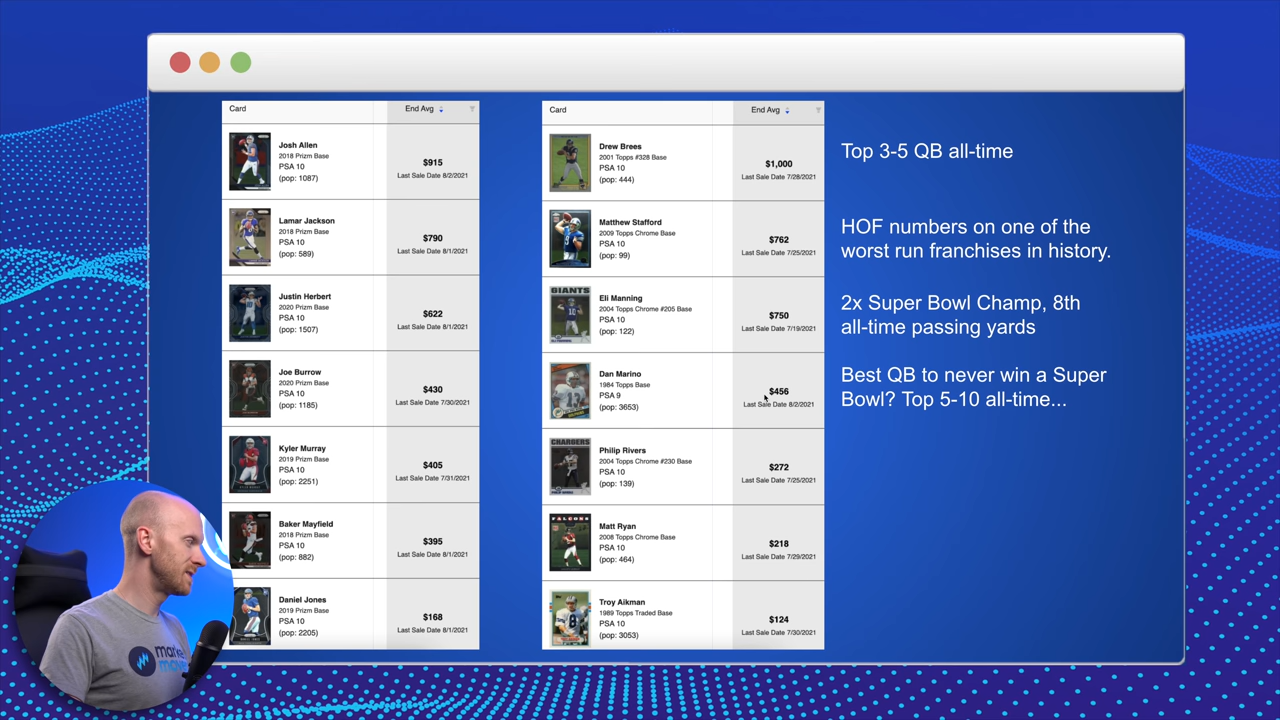 Card
End Avg
Josh Allen
2018 Prizm Base
PSA 10
(pop: 1087)
$915
Last Sale Date 8/2/2021
Lamar Jackson
2018 Prizm Base
PSA 10
(pop: 589)
$790
Last Sale Date 8/1/2021
Justin Herbert
2020 Prizm Base
PSA 10
(pop: 1507)
$622
Last Sale Date 8/1/2021
Joe Burrow
2020 Prizm Base
PSA 10
(pop: 1185)
$430
Last Sale Date 7/30/2021
Kyler Murray
2019 Prizm Base
PSA 10
(pop: 2251)
$405
Last Sale Date 7/31/2021
Baker Mayfield
2018 Prizm Base
PSA 10
(pop: 882)
$395
Last Sale Date 8/1/2021
Daniel Jones
2019 Prizm Base
PSA 10
(pop: 2205)
$168
Last Sale Date 8/1/2021
Card
End Avg
Drew Brees
2001 Topps #328 Base
PSA 10
(pop: 444)
$1,000
Last Sale Date 7/28/2021
Matthew Stafford
2009 Topps Chrome Base
PSA 10
(pop: 99)
$762
Last Sale Date 7/25/2021
GIANTS
Eli Manning
2004 Topps Chrome #205 Base
PSA 10
(pop: 122)
$750
Last Sale Date 7/19/2021
Dan Marino
1984 Topps Base
PSA 9
(pop: 3653)
$456
Last Sale Date 8/2/2021
CHARGERS
Philip Rivers
2004 Topps Chrome #230 Base
PSA 10
(pop: 139)
$272
Last Sale Date 7/25/2021
FALCONS
Matt Ryan
2008 Topps Chrome Base
PSA 10
(pop: 464)
$218
Last Sale Date 7/29/2021
Troy Aikman
1989 Topps Traded Base
PSA 10
(pop: 3053)
$124
Last Sale Date 7/30/2021
Top 3-5 QB all-time
HOF numbers on one of the
worst run franchises in history.
2x Super Bowl Champ, 8th
all-time passing yards
Best QB to never win a Super
Bowl? Top 5-10 all-time...